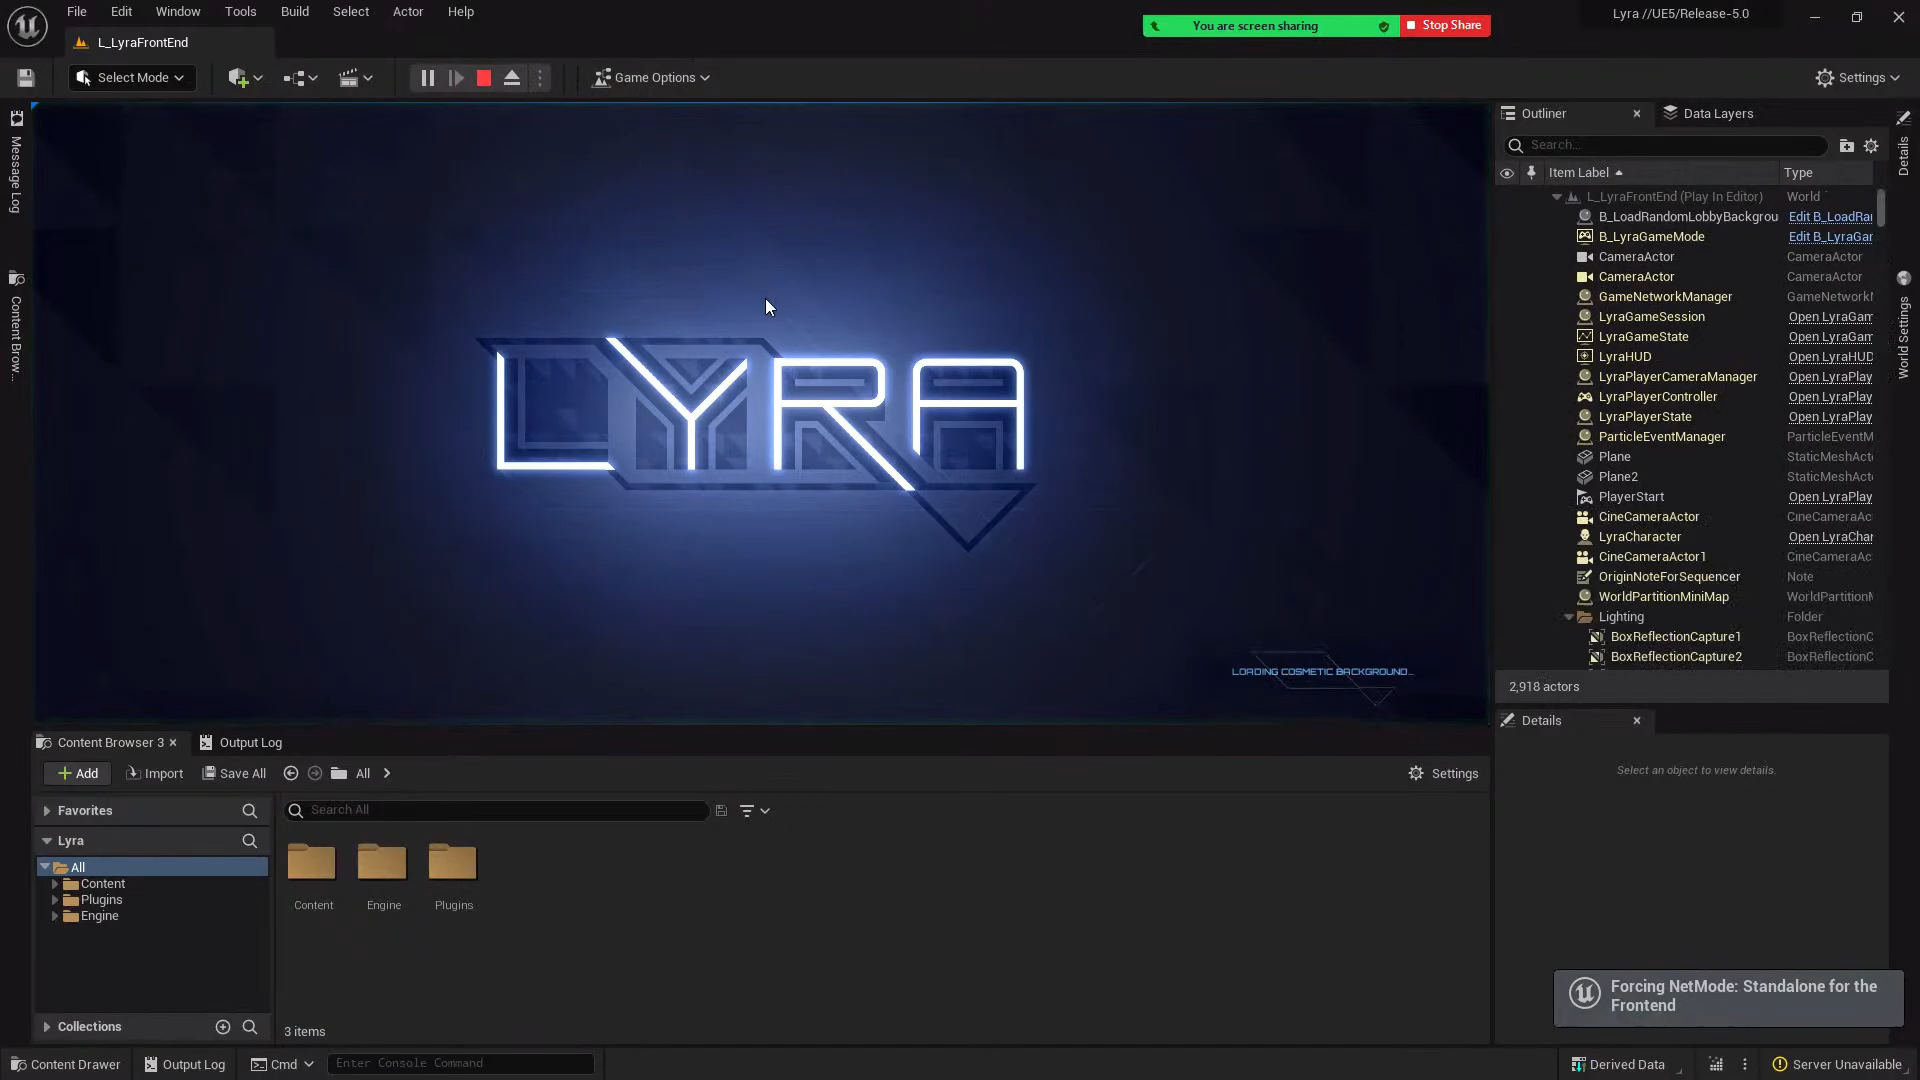 File Edit Window Tools Build Select Actor Help
You are screen sharing Stop Share
Lyra //UE5/Release-5.0
L_LyraFrontEnd
Select Mode
Game Options
Settings
Message Log
Content Brow...
LYRA
LOADING COSMETIC BACKGROUND...
Outliner
Data Layers
Search...
Item Label Type
L_LyraFrontEnd (Play In Editor) World
B_LoadRandomLobbyBackgrou Edit B_LoadRa
B_LyraGameMode Edit B_LyraGar
CameraActor CameraActor
CameraActor CameraActor
GameNetworkManager GameNetwork
LyraGameSession Open LyraGam
LyraGameState Open LyraGam
LyraHUD Open LyraHUD
LyraPlayerCameraManager Open LyraPlay
LyraPlayerController Open LyraPlay
LyraPlayerState Open LyraPlay
ParticleEventManager ParticleEventM
Plane StaticMeshAct
Plane2 StaticMeshAct
PlayerStart Open LyraPlay
CineCameraActor CineCameraAc
LyraCharacter Open LyraChar
CineCameraActor1 CineCameraAc
OriginNoteForSequencer Note
WorldPartitionMiniMap WorldPartition
Lighting Folder
BoxReflectionCapture1 BoxReflectionC
BoxReflectionCapture2 BoxReflectionC
2,918 actors
Details
World Settings
Details
Select an object to view details.
Content Browser 3
Output Log
Add Import Save All All
Settings
Favorites
Search All
Lyra
All
Content
Plugins
Engine
Content Engine Plugins
Collections
3 items
Forcing NetMode: Standalone for the
Frontend
Content Drawer Output Log Cmd Enter Console Command
Derived Data
Server Unavailable